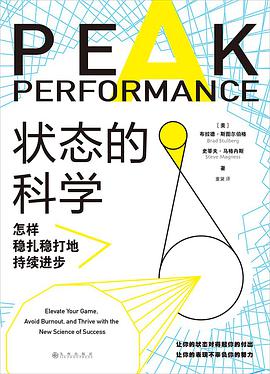 PEAK
PERFORMANCE
状态的
科学
[美]
布拉德·斯图尔伯格
Brad Stulberg
史蒂夫·马格内斯
Steve Magness
著
怎样
稳扎稳打地
持续进步
Elevate Your Game,
Avoid Burnout, and Thrive with the
New Science of Success
让你的状态对得起你的付出
让你的表现不辜负你的努力